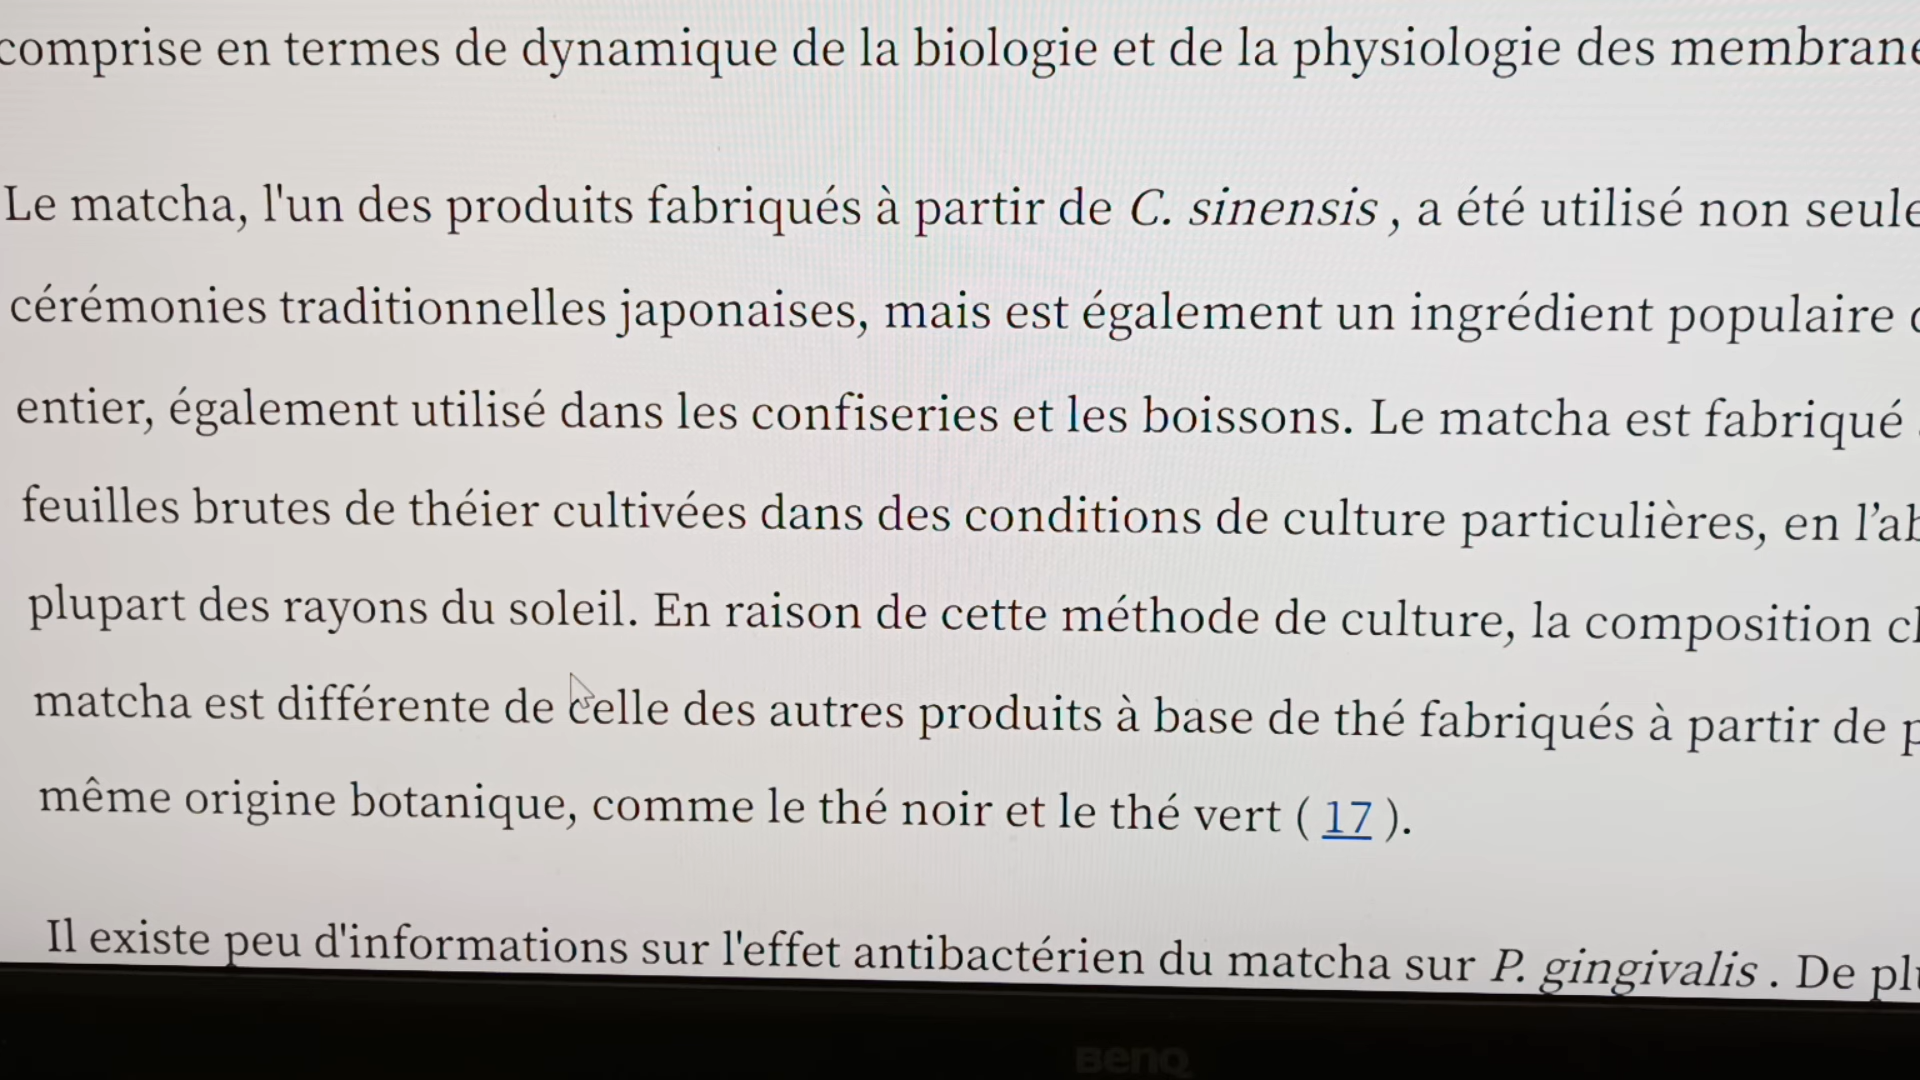 comprise en termes de dynamique de la biologie et de la physiologie des
Le matcha, l'un des produits fabriqués à partir de C. sinensis , a été utilisé non
cérémonies traditionnelles japonaises, mais est également un ingrédient populaire
entier, également utilisé dans les confiseries et les boissons. Le matcha est fabriqué
feuilles brutes de théier cultivées dans des conditions de culture particulières, en
plupart des rayons du soleil. En raison de cette méthode de culture, la composition
matcha est différente de celle des autres produits à base de thé fabriqués à partir de
même origine botanique, comme le thé noir et le thé vert ( 17 ).
Il existe peu d'informations sur l'effet antibactérien du matcha sur P. gingivalis . De
BenQ